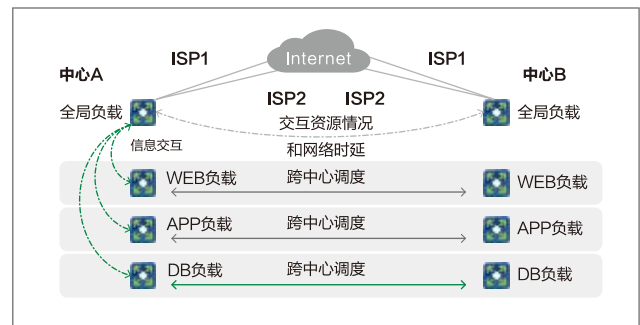 Internet
ISP1
ISP1
中心A
中心B
ISP2
ISP2
全局负载
全局负载
交互资源情况
信息交互
和网络时延
WEB负载
跨中心调度
WEB负载
APP负载
跨中心调度
APP负载
DB负载
跨中心调度
DB负载